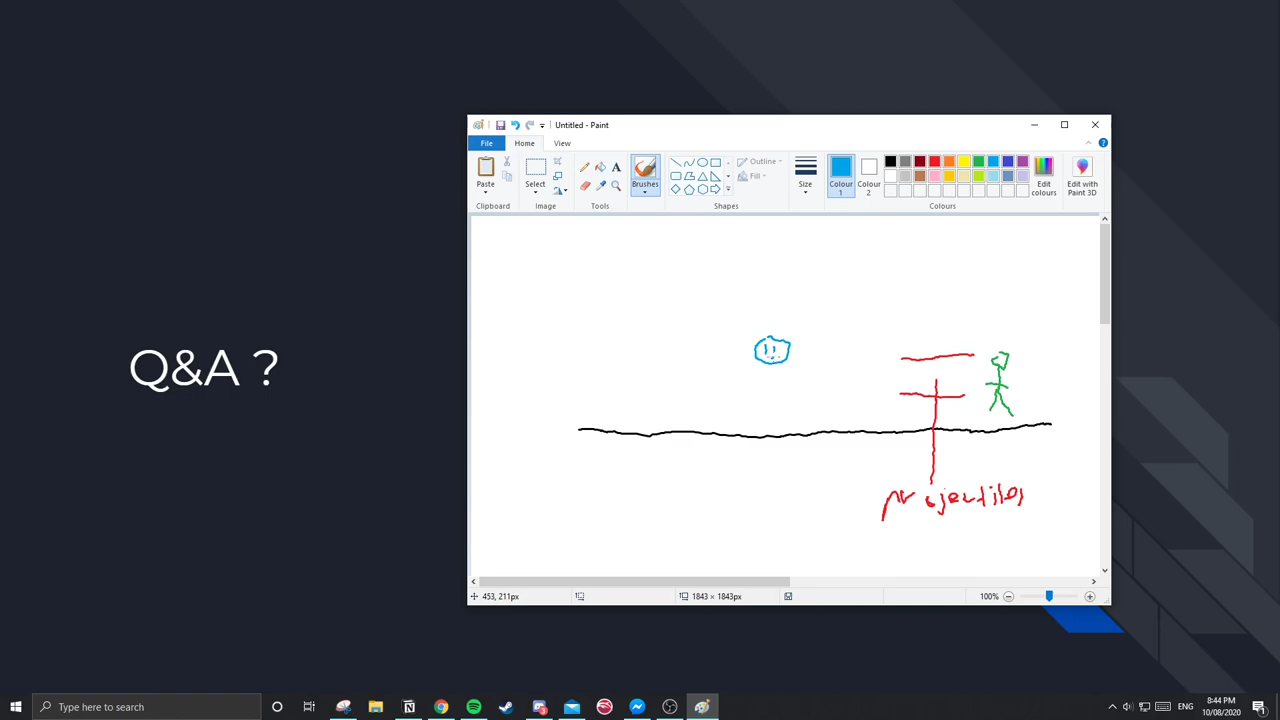 Q&A ?
Untitled - Paint
File
Home
View
Paste
Select
Brushes
Outline
Fill
Size
Colour 1
Colour 2
Edit colours
Edit with Paint 3D
Clipboard
Image
Tools
Shapes
Colours
projectiles
453, 211px
1843 × 1843px
100%
Type here to search
ENG
8:44 PM
10/08/2020